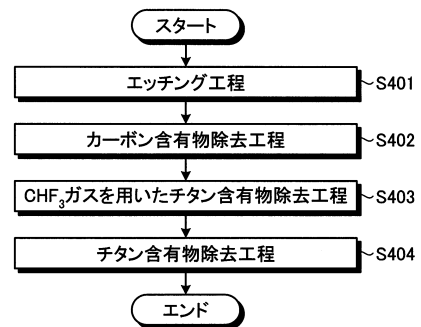 スタート
エッチング工程 S401
カーボン含有物除去工程 S402
CHF₃ガスを用いたチタン含有物除去工程 S403
チタン含有物除去工程 S404
エンド